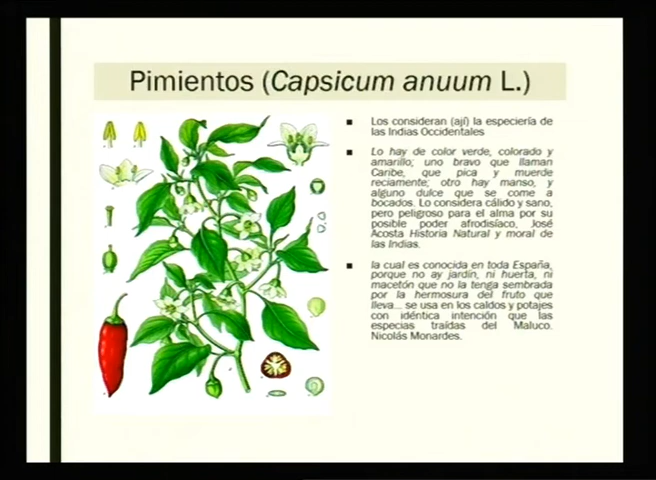 Pimientos (Capsicum anuum L.)
Los consideran (ají) la especiería de
las Indias Occidentales
Lo hay de color verde, colorado y
amarillo; uno bravo que llaman
Caribe, que pica y muerde
reciamente; otro hay manso, y
alguno dulce que se come a
bocados. Lo considera cálido y sano,
pero peligroso para el alma por su
posible poder afrodisíaco, José
Acosta Historia Natural y moral de
las Indias.
la cual es conocida en toda España,
porque no ay jardín, ni huerta, ni
macetón que no la tenga sembrada
por la hermosura del fruto que
lleva... se usa en los caldos y potajes
con idéntica intención que las
especias traídas del Maluco.
Nicolás Monardes.